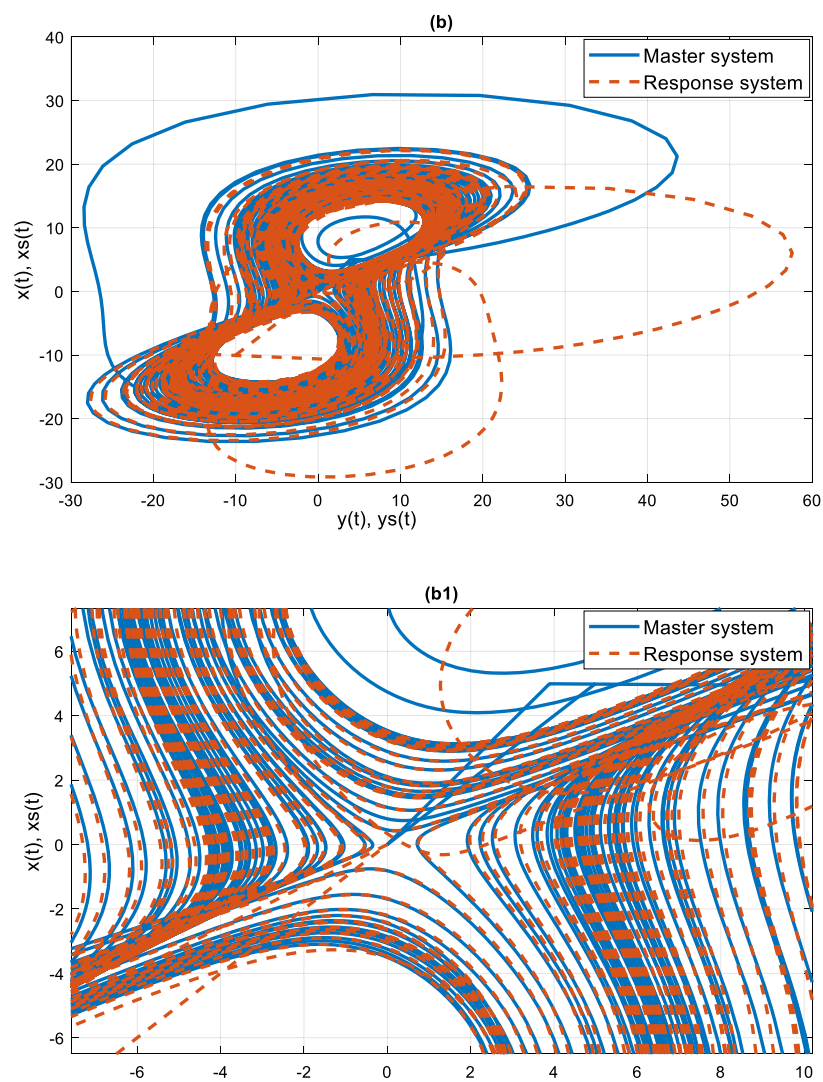 (b)
Master system
Response system
40
30
20
10
0
-10
-20
-30
x(t), xs(t)
-30 -20 -10 0 10 20 30 40 50 60
y(t), ys(t)
(b1)
Master system
Response system
6
4
2
0
-2
-4
-6
x(t), xs(t)
-6 -4 -2 0 2 4 6 8 10